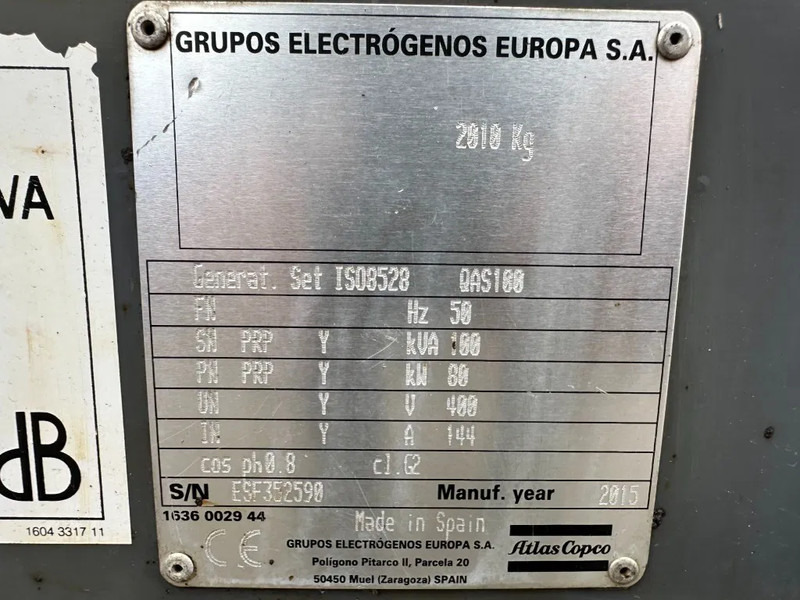 GRUPOS ELECTRÓGENOS EUROPA S.A.
2010 Kg
VA
Generat. Set ISO8528 QAS100
FN Hz 50
SN PRP Y kVA 100
PN PRP Y kW 80
UN Y V 400
IN Y A 144
cos ph0.8 cl.G2
S/N ESF352590 Manuf. year 2015
1636 0029 44 Made in Spain
dB
1604 3317 11
CE
GRUPOS ELECTRÓGENOS EUROPA S.A.
Polígono Pitarco II, Parcela 20
50450 Muel (Zaragoza) SPAIN
Atlas Copco